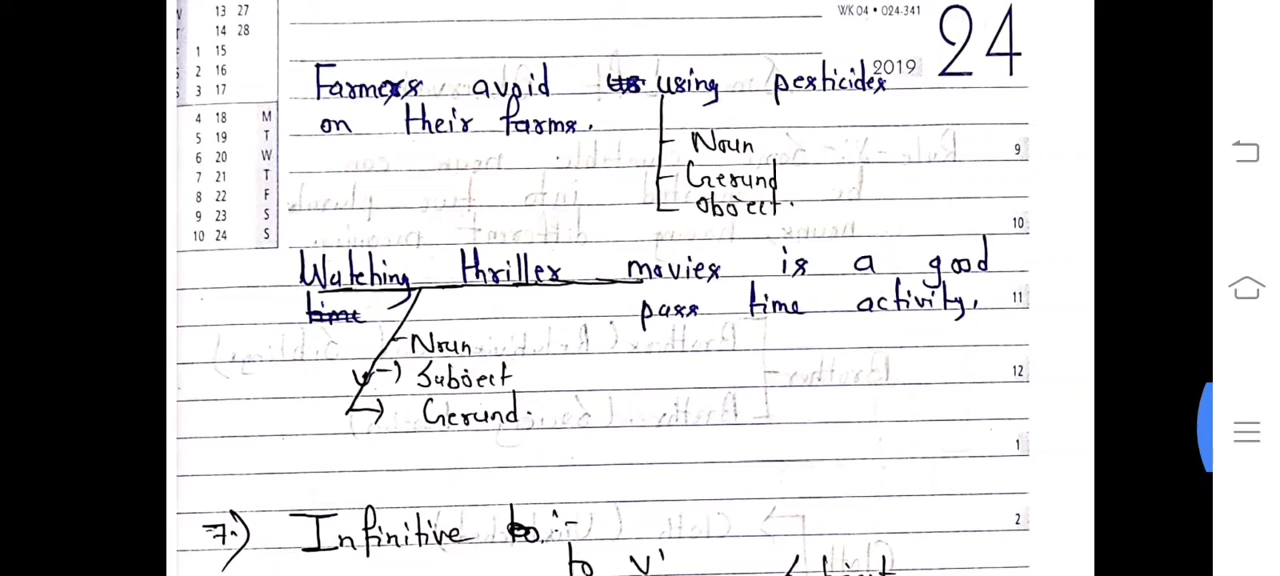 13 27
14 28
1 15
2 16
3 17
4 18 M
5 19 T
6 20 W
7 21 T
8 22 F
9 23 S
10 24 S
WK 04 • 024-341
24
2019
Farmers avoid using pesticides
on their farms.
Noun
Gerund
Object.
9
10
Watching thriller movies is a good
time pass time activity.
11
Noun
Subject
Gerund.
12
1
2
7.) Infinitive to :-
to V'